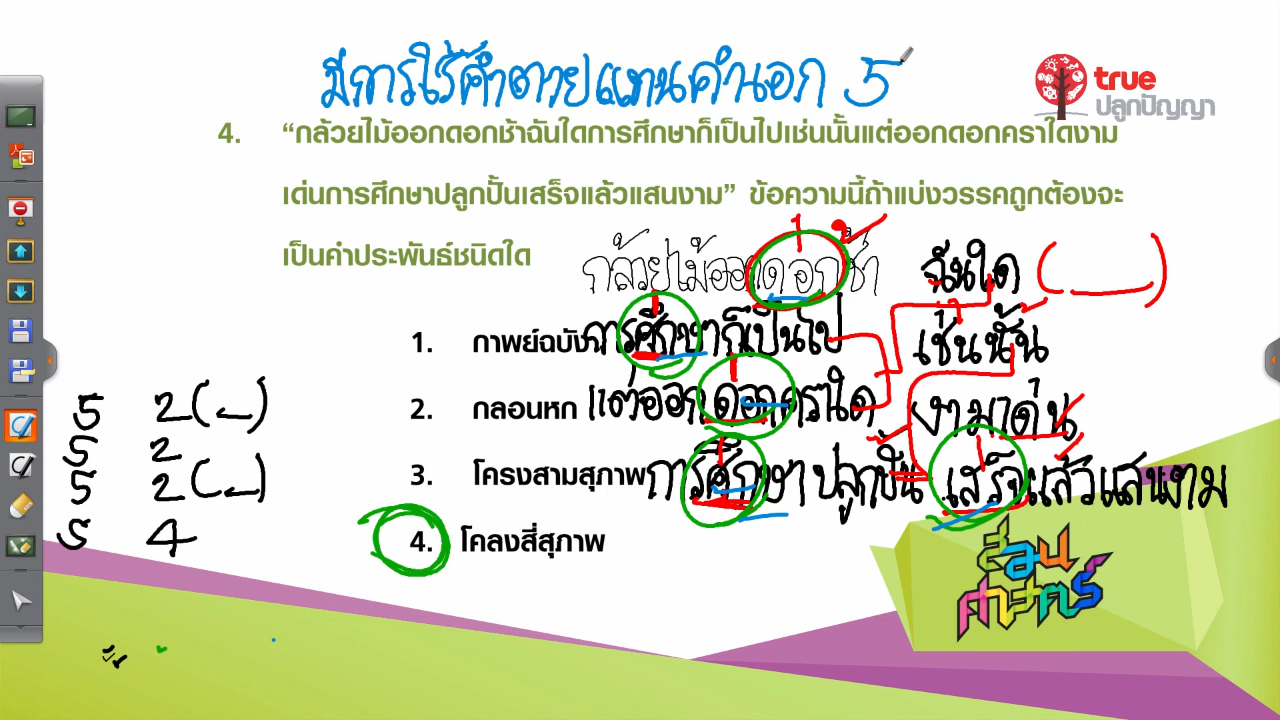 มีการใช้คำตายแทนคำเอก 5
true
ปลูกปัญญา
4. “กล้วยไม้ออกดอกช้าฉันใดการศึกษาก็เป็นไปเช่นนั้นแต่ออกดอกคราใดงาม
เด่นการศึกษาปลูกปั้นเสร็จแล้วแสนงาม” ข้อความนี้ถ้าแบ่งวรรคถูกต้องจะ
เป็นคำประพันธ์ชนิดใด
กล้วยไม้ออกดอกช้า ฉันใด (__)
การศึกษาก็เป็นไป เช่นนั้น
แต่ออกดอกคราใด งามเด่น
การศึกษาปลูกปั้น เสร็จแล้วแสนงาม
1. กาพย์ฉบัง
2. กลอนหก
3. โครงสามสุภาพ
4. โคลงสี่สุภาพ
5 2(_)
5 2
5 2(_)
5 4
สอน
ศาสตร์